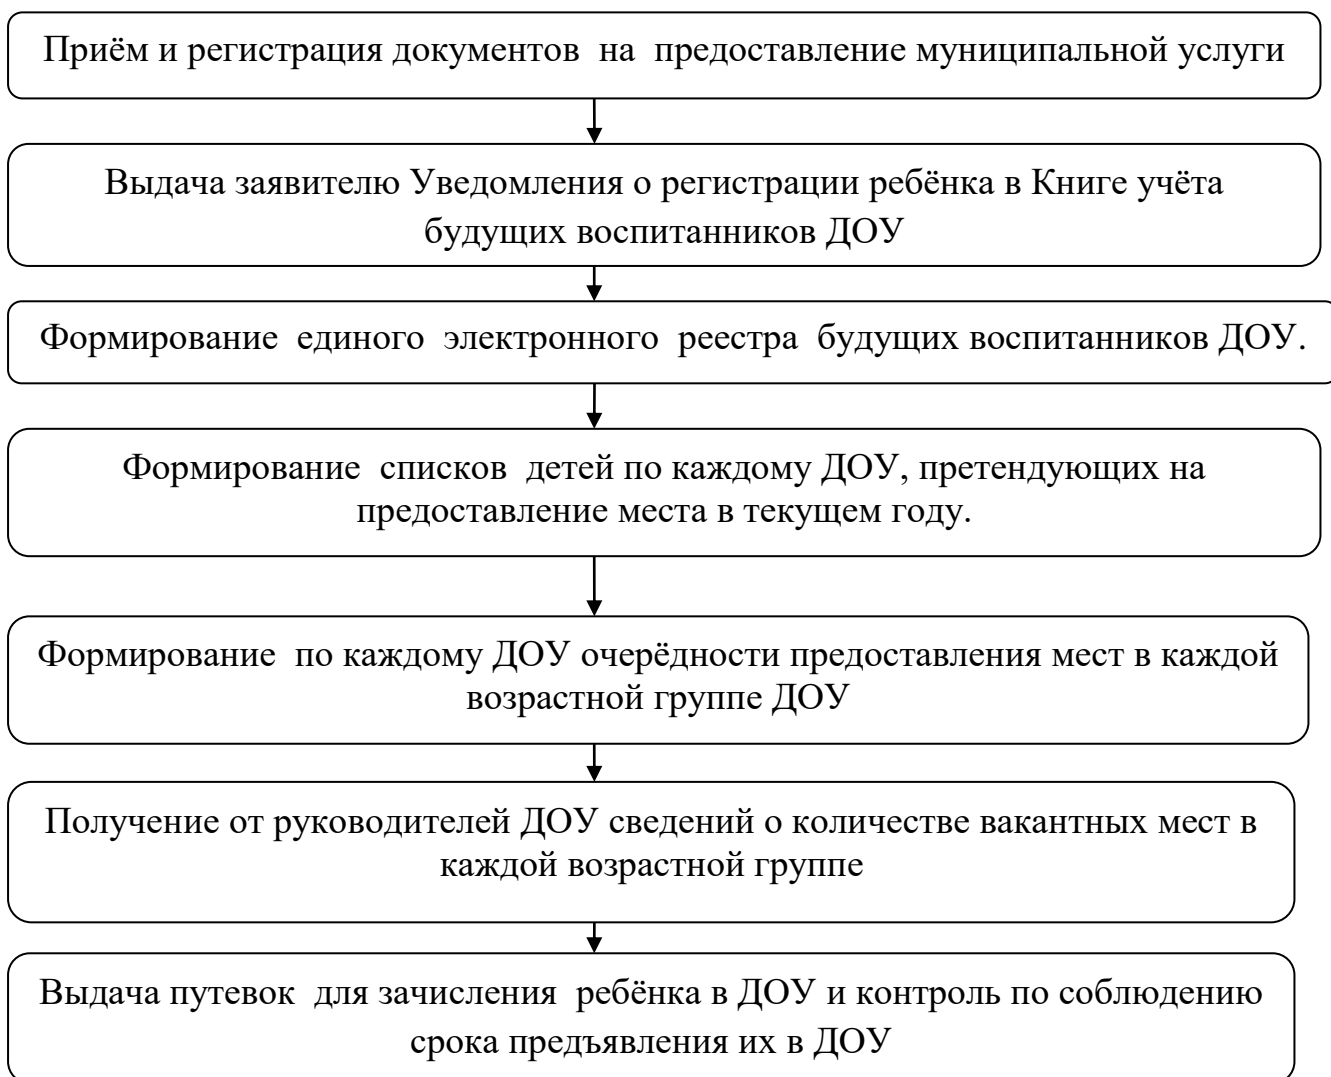 Приём и регистрация документов на предоставление муниципальной услуги
Выдача заявителю Уведомления о регистрации ребёнка в Книге учёта
будущих воспитанников ДОУ
Формирование единого электронного реестра будущих воспитанников ДОУ.
Формирование списков детей по каждому ДОУ, претендующих на
предоставление места в текущем году.
Формирование по каждому ДОУ очерёдности предоставления мест в каждой
возрастной группе ДОУ
Получение от руководителей ДОУ сведений о количестве вакантных мест в
каждой возрастной группе
Выдача путевок для зачисления ребёнка в ДОУ и контроль по соблюдению
срока предъявления их в ДОУ